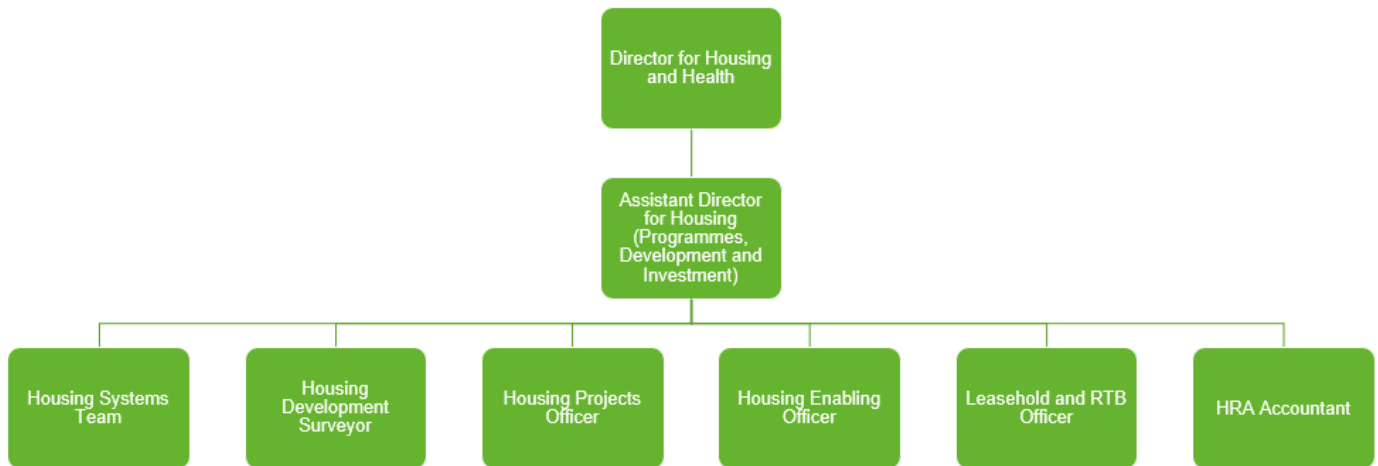 Director for Housing
and Health
Assistant Director
for Housing
(Programmes,
Development and
Investment)
Housing Systems
Team
Housing
Development
Surveyor
Housing Projects
Officer
Housing Enabling
Officer
Leasehold and RTB
Officer
HRA Accountant